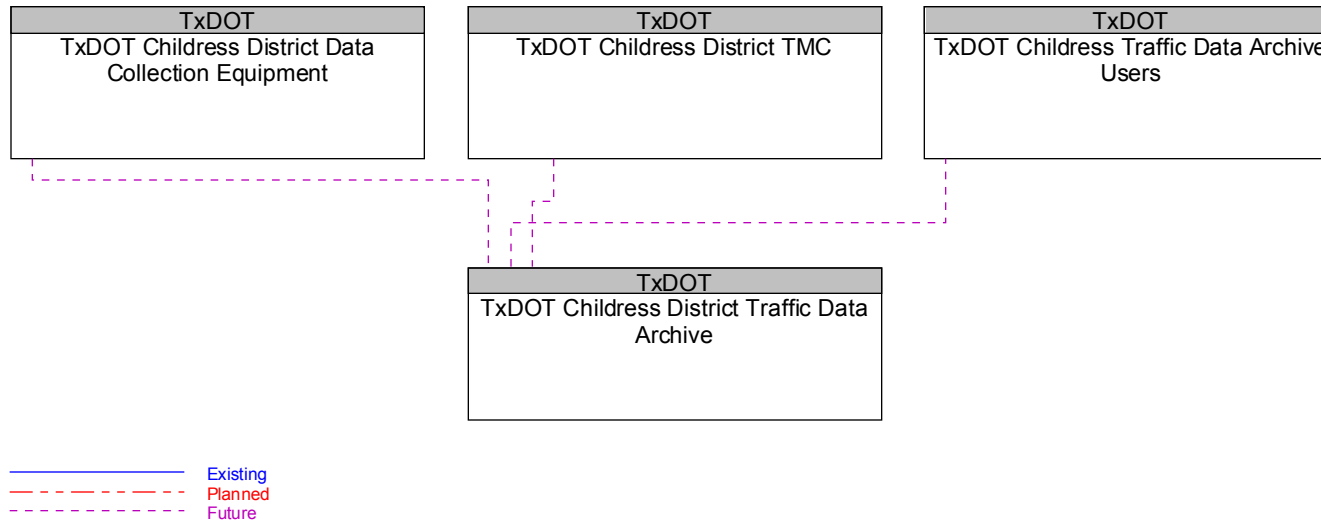 TxDOT
TxDOT Childress District Data
Collection Equipment
TxDOT
TxDOT Childress District TMC
TxDOT
TxDOT Childress Traffic Data Archive
Users
TxDOT
TxDOT Childress District Traffic Data
Archive
Existing
Planned
Future